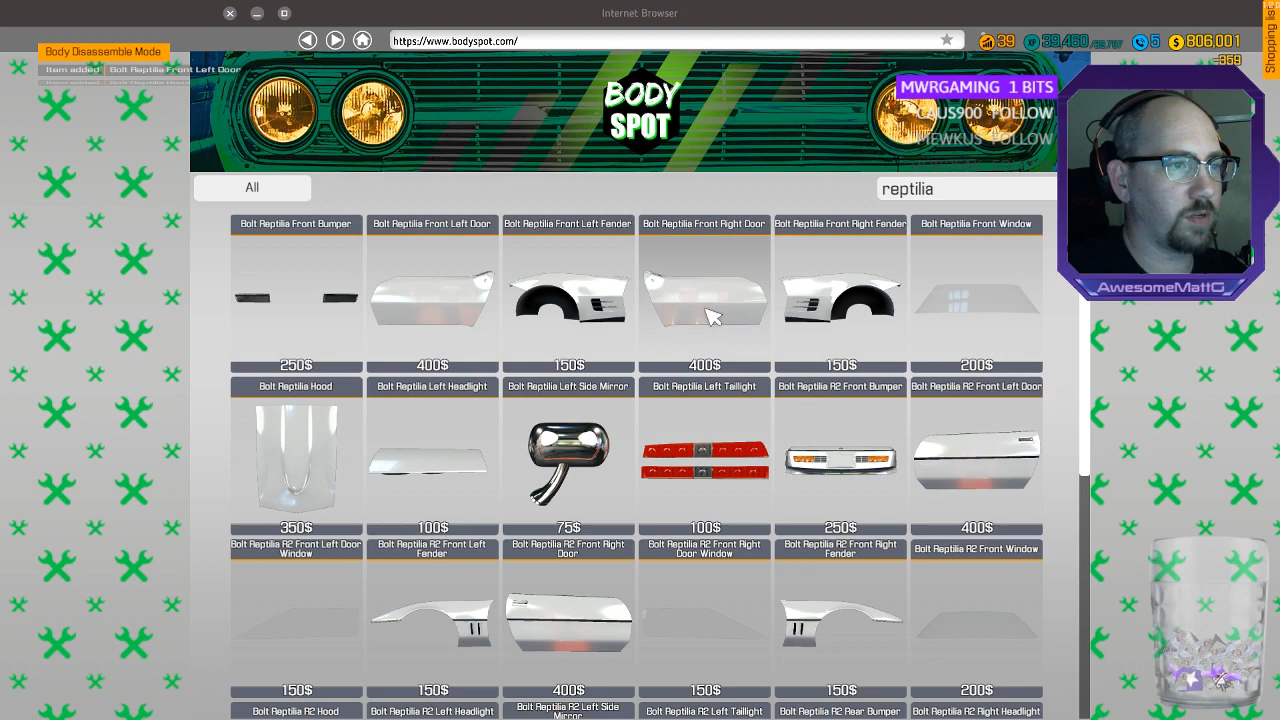 Internet Browser
https://www.bodyspot.com/
39
39,460
5
806,001
-359
Shopping list
Body Disassemble Mode
Item added
Bolt Reptilia Front Left Door
BODY
SPOT
MWRGAMING 1 BITS
CAUS900 FOLLOW
MEWKUS FOLLOW
AwesomeMattG
All
reptilia
Bolt Reptilia Front Bumper
Bolt Reptilia Front Left Door
Bolt Reptilia Front Left Fender
Bolt Reptilia Front Right Door
Bolt Reptilia Front Right Fender
Bolt Reptilia Front Window
250$
400$
150$
400$
150$
200$
Bolt Reptilia Hood
Bolt Reptilia Left Headlight
Bolt Reptilia Left Side Mirror
Bolt Reptilia Left Taillight
Bolt Reptilia R2 Front Bumper
Bolt Reptilia R2 Front Left Door
350$
100$
75$
100$
250$
400$
Bolt Reptilia R2 Front Left Door
Window
Bolt Reptilia R2 Front Left
Fender
Bolt Reptilia R2 Front Right
Door
Bolt Reptilia R2 Front Right
Door Window
Bolt Reptilia R2 Front Right
Fender
Bolt Reptilia R2 Front Window
150$
150$
400$
150$
150$
200$
Bolt Reptilia R2 Hood
Bolt Reptilia R2 Left Headlight
Bolt Reptilia R2 Left Side
Mirror
Bolt Reptilia R2 Left Taillight
Bolt Reptilia R2 Rear Bumper
Bolt Reptilia R2 Right Headlight